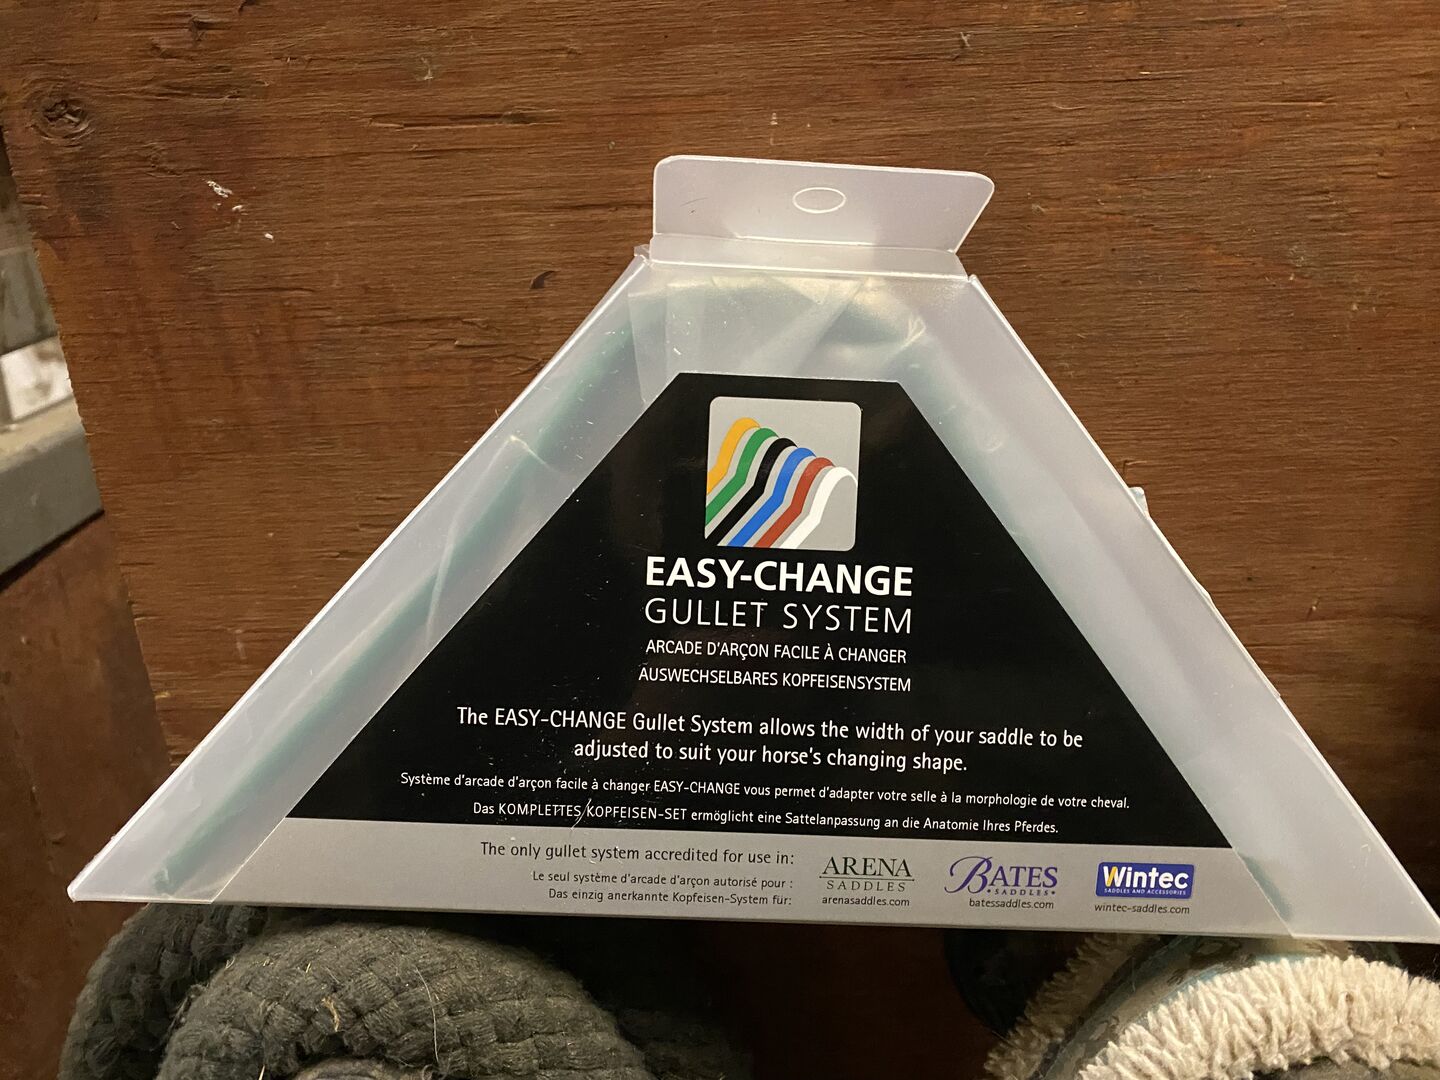 EASY-CHANGE
GULLET SYSTEM
ARCADE D'ARÇON FACILE À CHANGER
AUSWECHSELBARES KOPFEISENSYSTEM
The EASY-CHANGE Gullet System allows the width of your saddle to be
adjusted to suit your horse's changing shape.
Système d'arcade d'arçon facile à changer EASY-CHANGE vous permet d'adapter votre selle à la morphologie de votre cheval.
Das KOMPLETTES KOPFEISEN-SET ermöglicht eine Sattelanpassung an die Anatomie Ihres Pferdes.
The only gullet system accredited for use in:
Le seul système d'arcade d'arçon autorisé pour :
Das einzig anerkannte Kopfeisen-System für:
ARENA
SADDLES
arenasaddles.com
BATES
SADDLES
batessaddles.com
Wintec
SADDLES AND ACCESSORIES
wintec-saddles.com